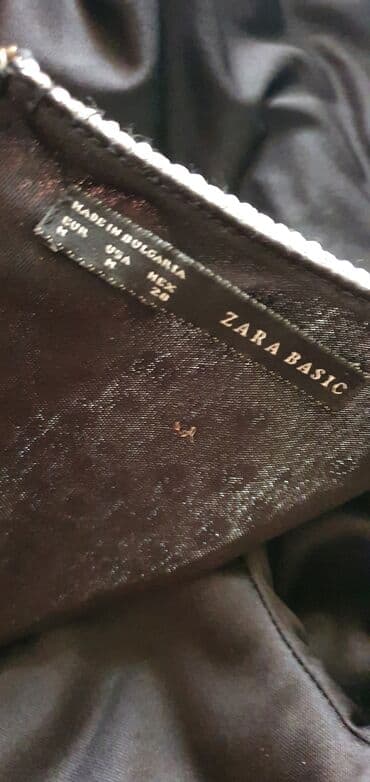 MADE IN BULGARIA
EUR USA MEX
M M 28
ZARA BASIC